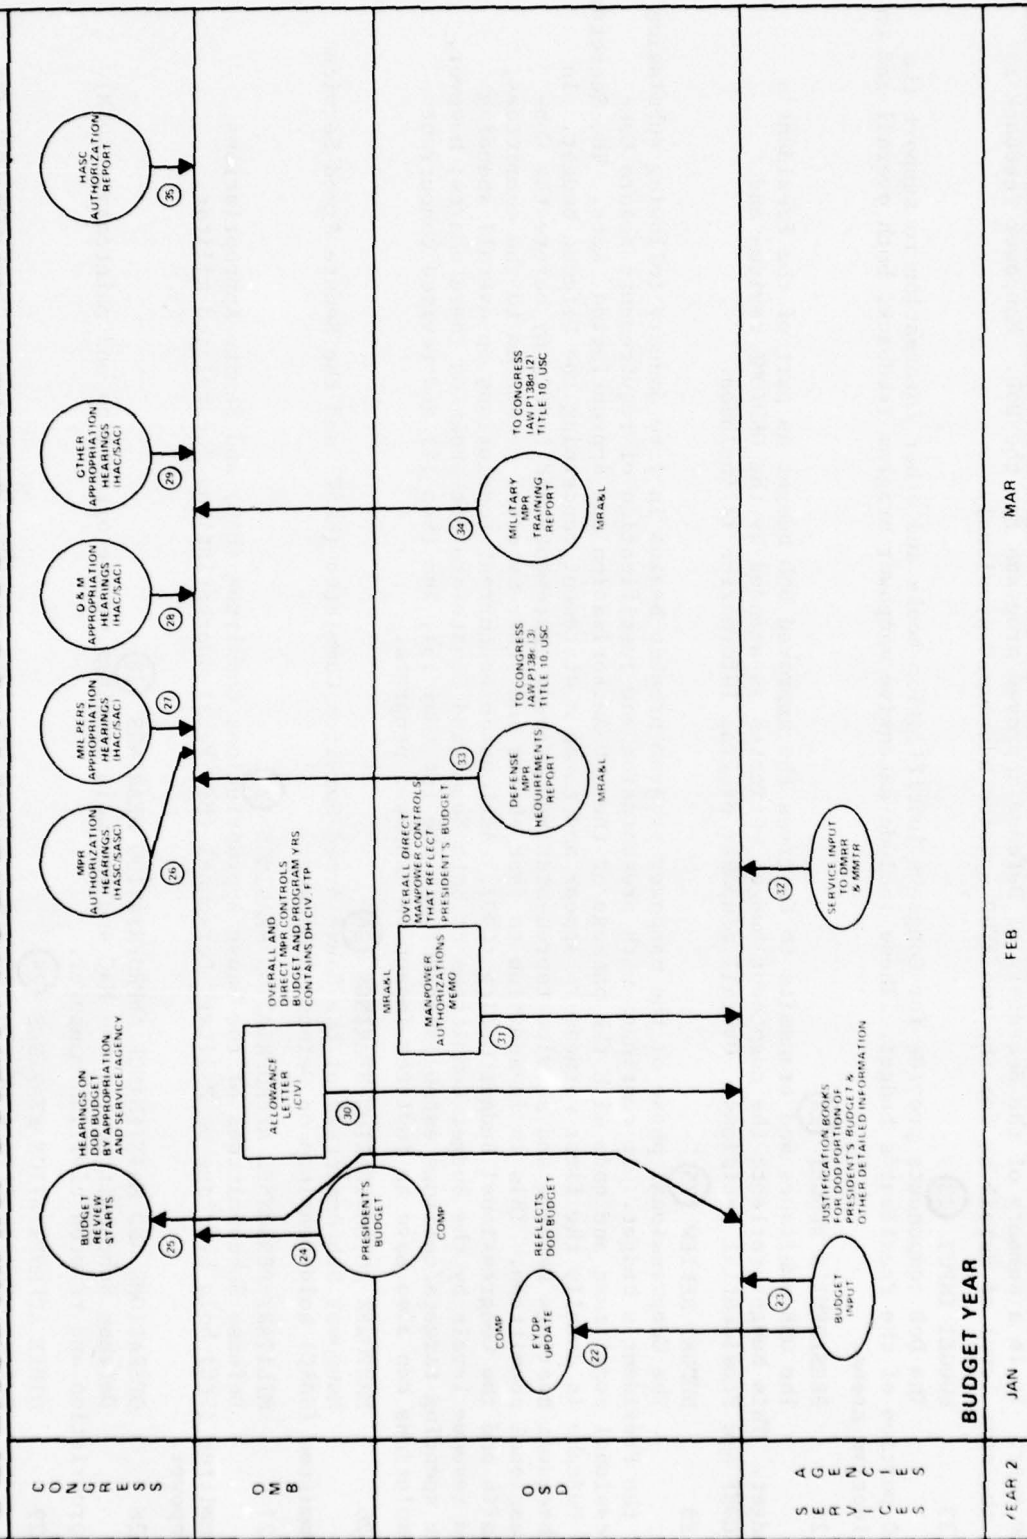 CONGRESS
BUDGET
REVIEW
STARTS
HEARINGS ON
DOD BUDGET
BY APPROPRIATION
AND SERVICE AGENCY
25
MPR
AUTHORIZATION
HEARINGS
(HASC/SASC)
26
MIL PERS
APPROPRIATION
HEARINGS
(HAC/SAC)
27
O & M
APPROPRIATION
HEARINGS
(HAC/SAC)
28
OTHER
APPROPRIATION
HEARINGS
(HAC/SAC)
29
HASC
AUTHORIZATION
REPORT
35
OMB
24
PRESIDENT'S
BUDGET
COMP
ALLOWANCE
LETTER
(CIV)
30
OVERALL AND
DIRECT MPR CONTROLS
BUDGET AND PROGRAM YRS
CONTAINS DH CIV, FTP
OSD
COMP
FYDP
UPDATE
REFLECTS
DOD BUDGET
22
MRA&L
MANPOWER
AUTHORIZATIONS
MEMO
31
OVERALL DIRECT
MANPOWER CONTROLS
THAT REFLECT
PRESIDENT'S BUDGET
33
DEFENSE
MPR
REQUIREMENTS
REPORT
MRA&L
TO CONGRESS
IAW P138c (3)
TITLE 10, USC
34
MILITARY
MPR
TRAINING
REPORT
MRA&L
TO CONGRESS
IAW P138d (2)
TITLE 10, USC
SERVICES
AGENCIES
23
BUDGET
INPUT
JUSTIFICATION BOOKS
FOR DOD PORTION OF
PRESIDENT'S BUDGET &
OTHER DETAILED INFORMATION
32
SERVICE INPUT
TO DMRR
& MMTR
BUDGET YEAR
YEAR 2
JAN
FEB
MAR